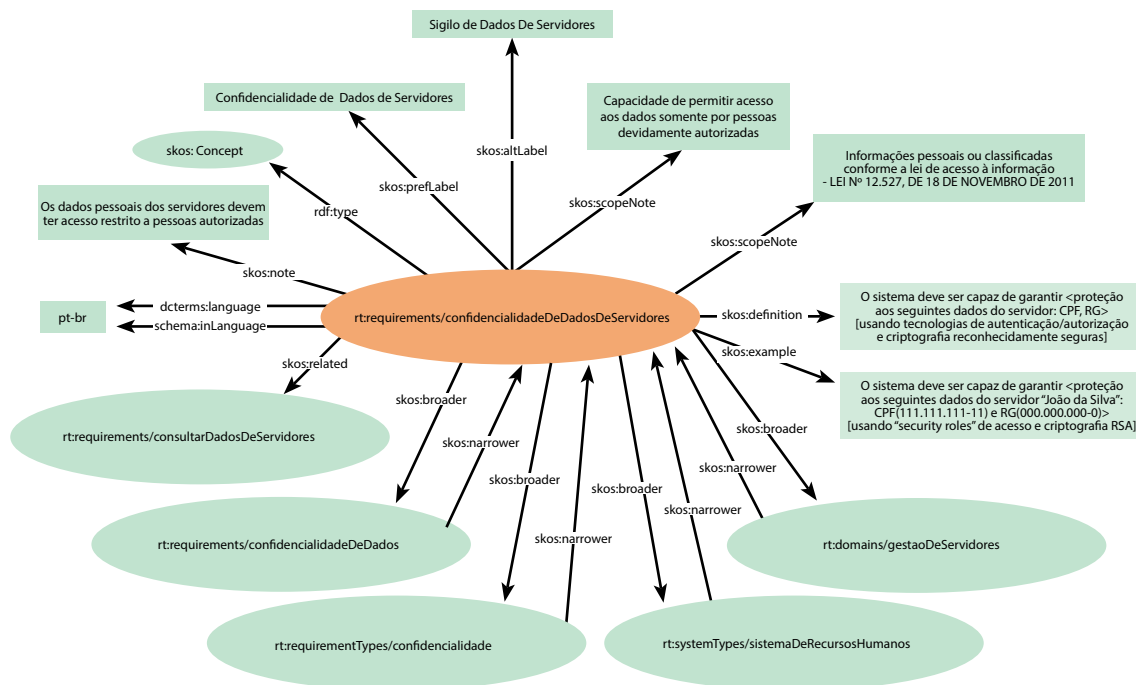 Sigilo de Dados De Servidores
Confidencialidade de Dados de Servidores
Capacidade de permitir acesso
aos dados somente por pessoas
devidamente autorizadas
skos: Concept
skos:altLabel
Informações pessoais ou classificadas
conforme a lei de acesso à informação
- LEI Nº 12.527, DE 18 DE NOVEMBRO DE 2011
skos:prefLabel
Os dados pessoais dos servidores devem
ter acesso restrito a pessoas autorizadas
rdf:type
skos:scopeNote
skos:scopeNote
skos:note
pt-br
dcterms:language
schema:inLanguage
rt:requirements/confidencialidadeDeDadosDeServidores
skos:definition
O sistema deve ser capaz de garantir <proteção
aos seguintes dados do servidor: CPF, RG>
[usando tecnologias de autenticação/autorização
e criptografia reconhecidamente seguras]
skos:example
skos:related
O sistema deve ser capaz de garantir <proteção
aos seguintes dados do servidor “João da Silva”:
CPF(111.111.111-11) e RG(000.000.000-0)>
[usando “security roles” de acesso e criptografia RSA]
skos:broader
skos:broader
rt:requirements/consultarDadosDeServidores
skos:narrower
skos:broader
skos:broader
skos:narrower
skos:narrower
skos:narrower
rt:requirements/confidencialidadeDeDados
rt:domains/gestaoDeServidores
rt:requirementTypes/confidencialidade
rt:systemTypes/sistemaDeRecursosHumanos